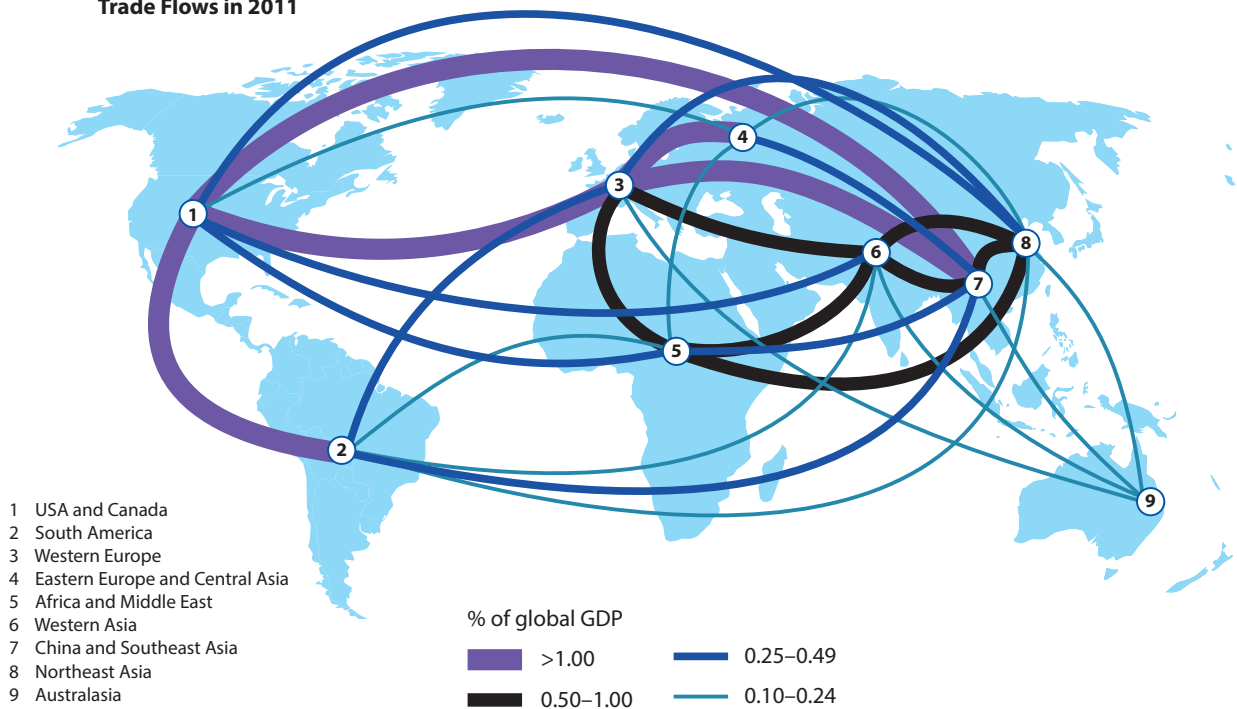 Trade Flows in 2011
1
2
3
4
5
6
7
8
9
1 USA and Canada
2 South America
3 Western Europe
4 Eastern Europe and Central Asia
5 Africa and Middle East
6 Western Asia
7 China and Southeast Asia
8 Northeast Asia
9 Australasia
% of global GDP
>1.00
0.50–1.00
0.25–0.49
0.10–0.24